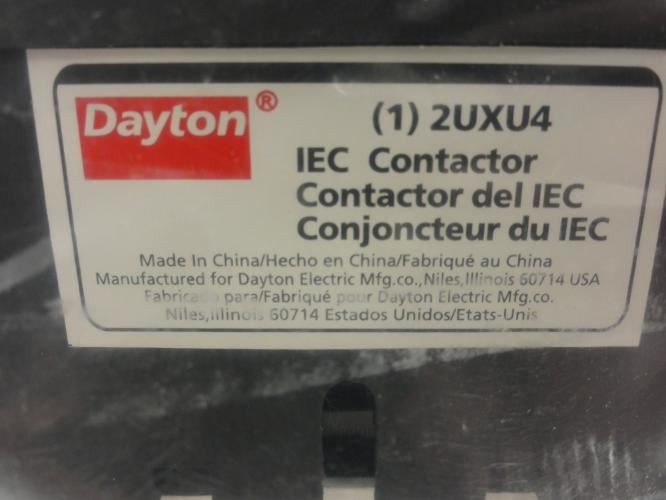 Dayton®
(1) 2UXU4
IEC Contactor
Contactor del IEC
Conjoncteur du IEC
Made In China/Hecho en China/Fabriqué au China
Manufactured for Dayton Electric Mfg.co.,Niles,Illinois 60714 USA
Fabricado para/Fabriqué pour Dayton Electric Mfg.co.
Niles,illinois 60714 Estados Unidos/Etats-Unis